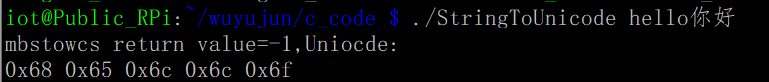 iot@Public_RPi:~/wuyujun/c code $ ./StringToUnicode hello你好
mbstowcs return value=-1,Uniocde:
0x68 0x65 0x6c 0x6c 0x6f